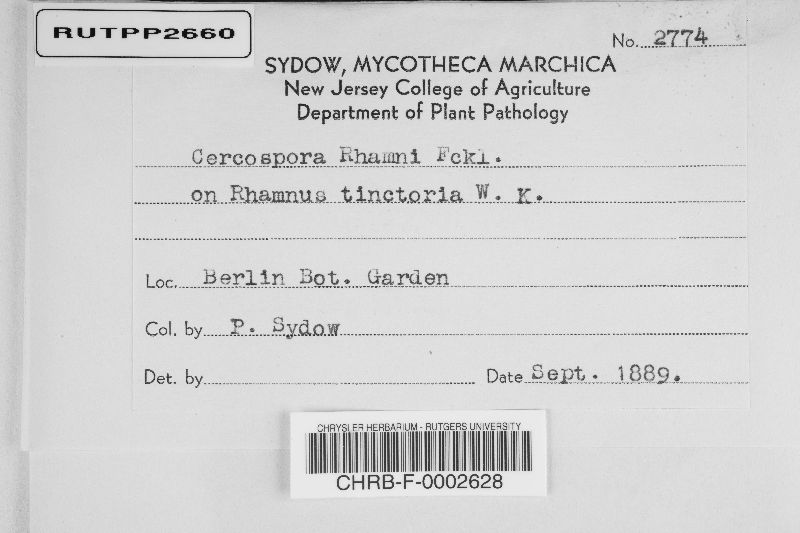 RUTPP2660
No. 2774
SYDOW, MYCOTHECA MARCHICA
New Jersey College of Agriculture
Department of Plant Pathology
Cercospora Rhamni Fckl.
on Rhamnus tinctoria W. K.
Loc. Berlin Bot. Garden
Col. by P. Sydow
Det. by
Date Sept. 1889.
CHRYSLER HERBARIUM - RUTGERS UNIVERSITY
CHRB-F-0002628